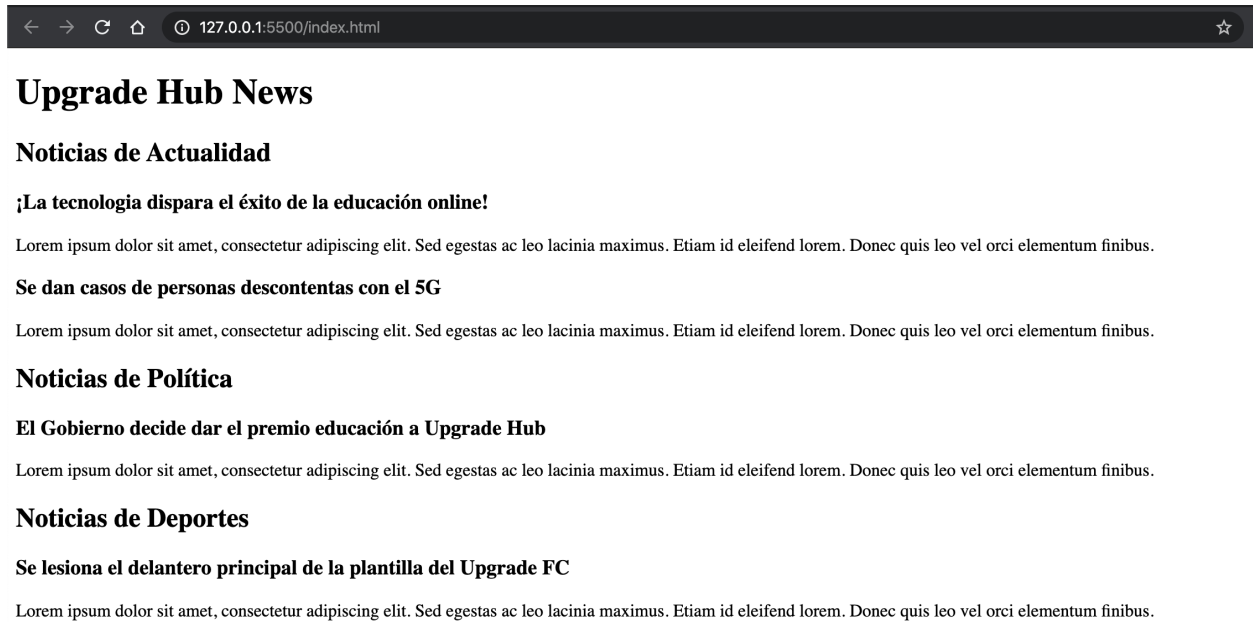 127.0.0.1:5500/index.html
Upgrade Hub News
Noticias de Actualidad
¡La tecnologia dispara el éxito de la educación online!
Lorem ipsum dolor sit amet, consectetur adipiscing elit. Sed egestas ac leo lacinia maximus. Etiam id eleifend lorem. Donec quis leo vel orci elementum finibus.
Se dan casos de personas descontentas con el 5G
Lorem ipsum dolor sit amet, consectetur adipiscing elit. Sed egestas ac leo lacinia maximus. Etiam id eleifend lorem. Donec quis leo vel orci elementum finibus.
Noticias de Política
El Gobierno decide dar el premio educación a Upgrade Hub
Lorem ipsum dolor sit amet, consectetur adipiscing elit. Sed egestas ac leo lacinia maximus. Etiam id eleifend lorem. Donec quis leo vel orci elementum finibus.
Noticias de Deportes
Se lesiona el delantero principal de la plantilla del Upgrade FC
Lorem ipsum dolor sit amet, consectetur adipiscing elit. Sed egestas ac leo lacinia maximus. Etiam id eleifend lorem. Donec quis leo vel orci elementum finibus.